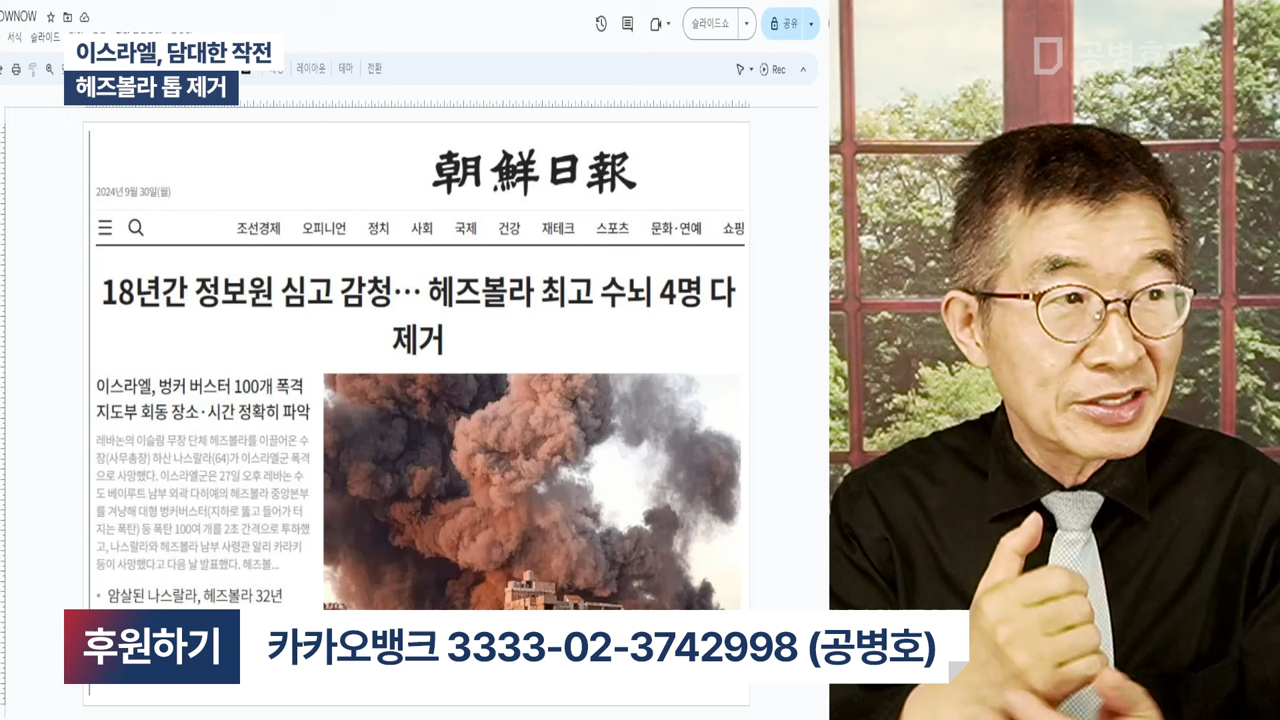 OWNOW
서식 슬라이드
슬라이드쇼
공유
이스라엘, 담대한 작전
헤즈볼라 톱 제거
레이아웃 테마 전환
Rec
공병호TV
朝鮮日報
2024년 9월 30일(월)
조선경제 오피니언 정치 사회 국제 건강 재테크 스포츠 문화·연예 쇼핑
18년간 정보원 심고 감청… 헤즈볼라 최고 수뇌 4명 다
제거
이스라엘, 벙커 버스터 100개 폭격
지도부 회동 장소·시간 정확히 파악
레바논의 이슬람 무장 단체 헤즈볼라를 이끌어온 수
장(사무총장) 하산 나스랄라(64)가 이스라엘군 폭격
으로 사망했다. 이스라엘군은 27일 오후 레바논 수
도 베이루트 남부 외곽 다히예의 헤즈볼라 중앙본부
를 겨냥해 대형 벙커버스터(지하로 뚫고 들어가 터
지는 폭탄) 등 폭탄 100여 개를 2초 간격으로 투하했
고, 나스랄라와 헤즈볼라 남부 사령관 알리 카라키
등이 사망했다고 다음 날 발표했다. 헤즈볼...
• 암살된 나스랄라, 헤즈볼라 32년
후원하기
카카오뱅크 3333-02-3742998 (공병호)